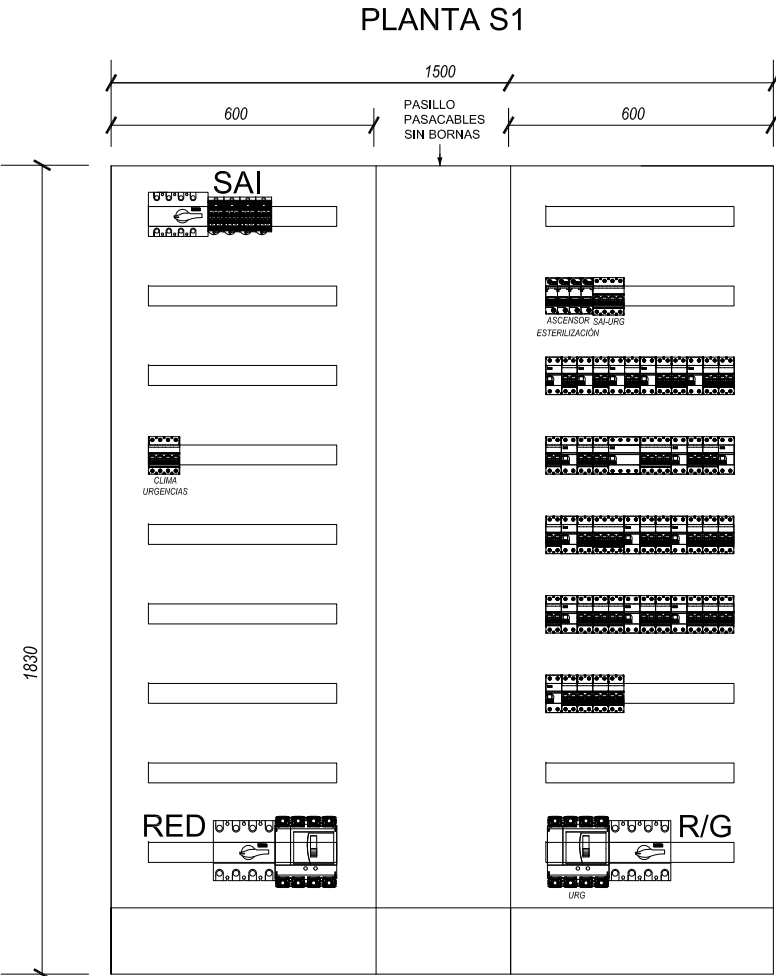 PLANTA S1
1500
600
PASILLO
PASACABLES
SIN BORNAS
600
SAI
ASCENSOR SAI-URG
ESTERILIZACIÓN
CLIMA
URGENCIAS
1830
RED
R/G
URG